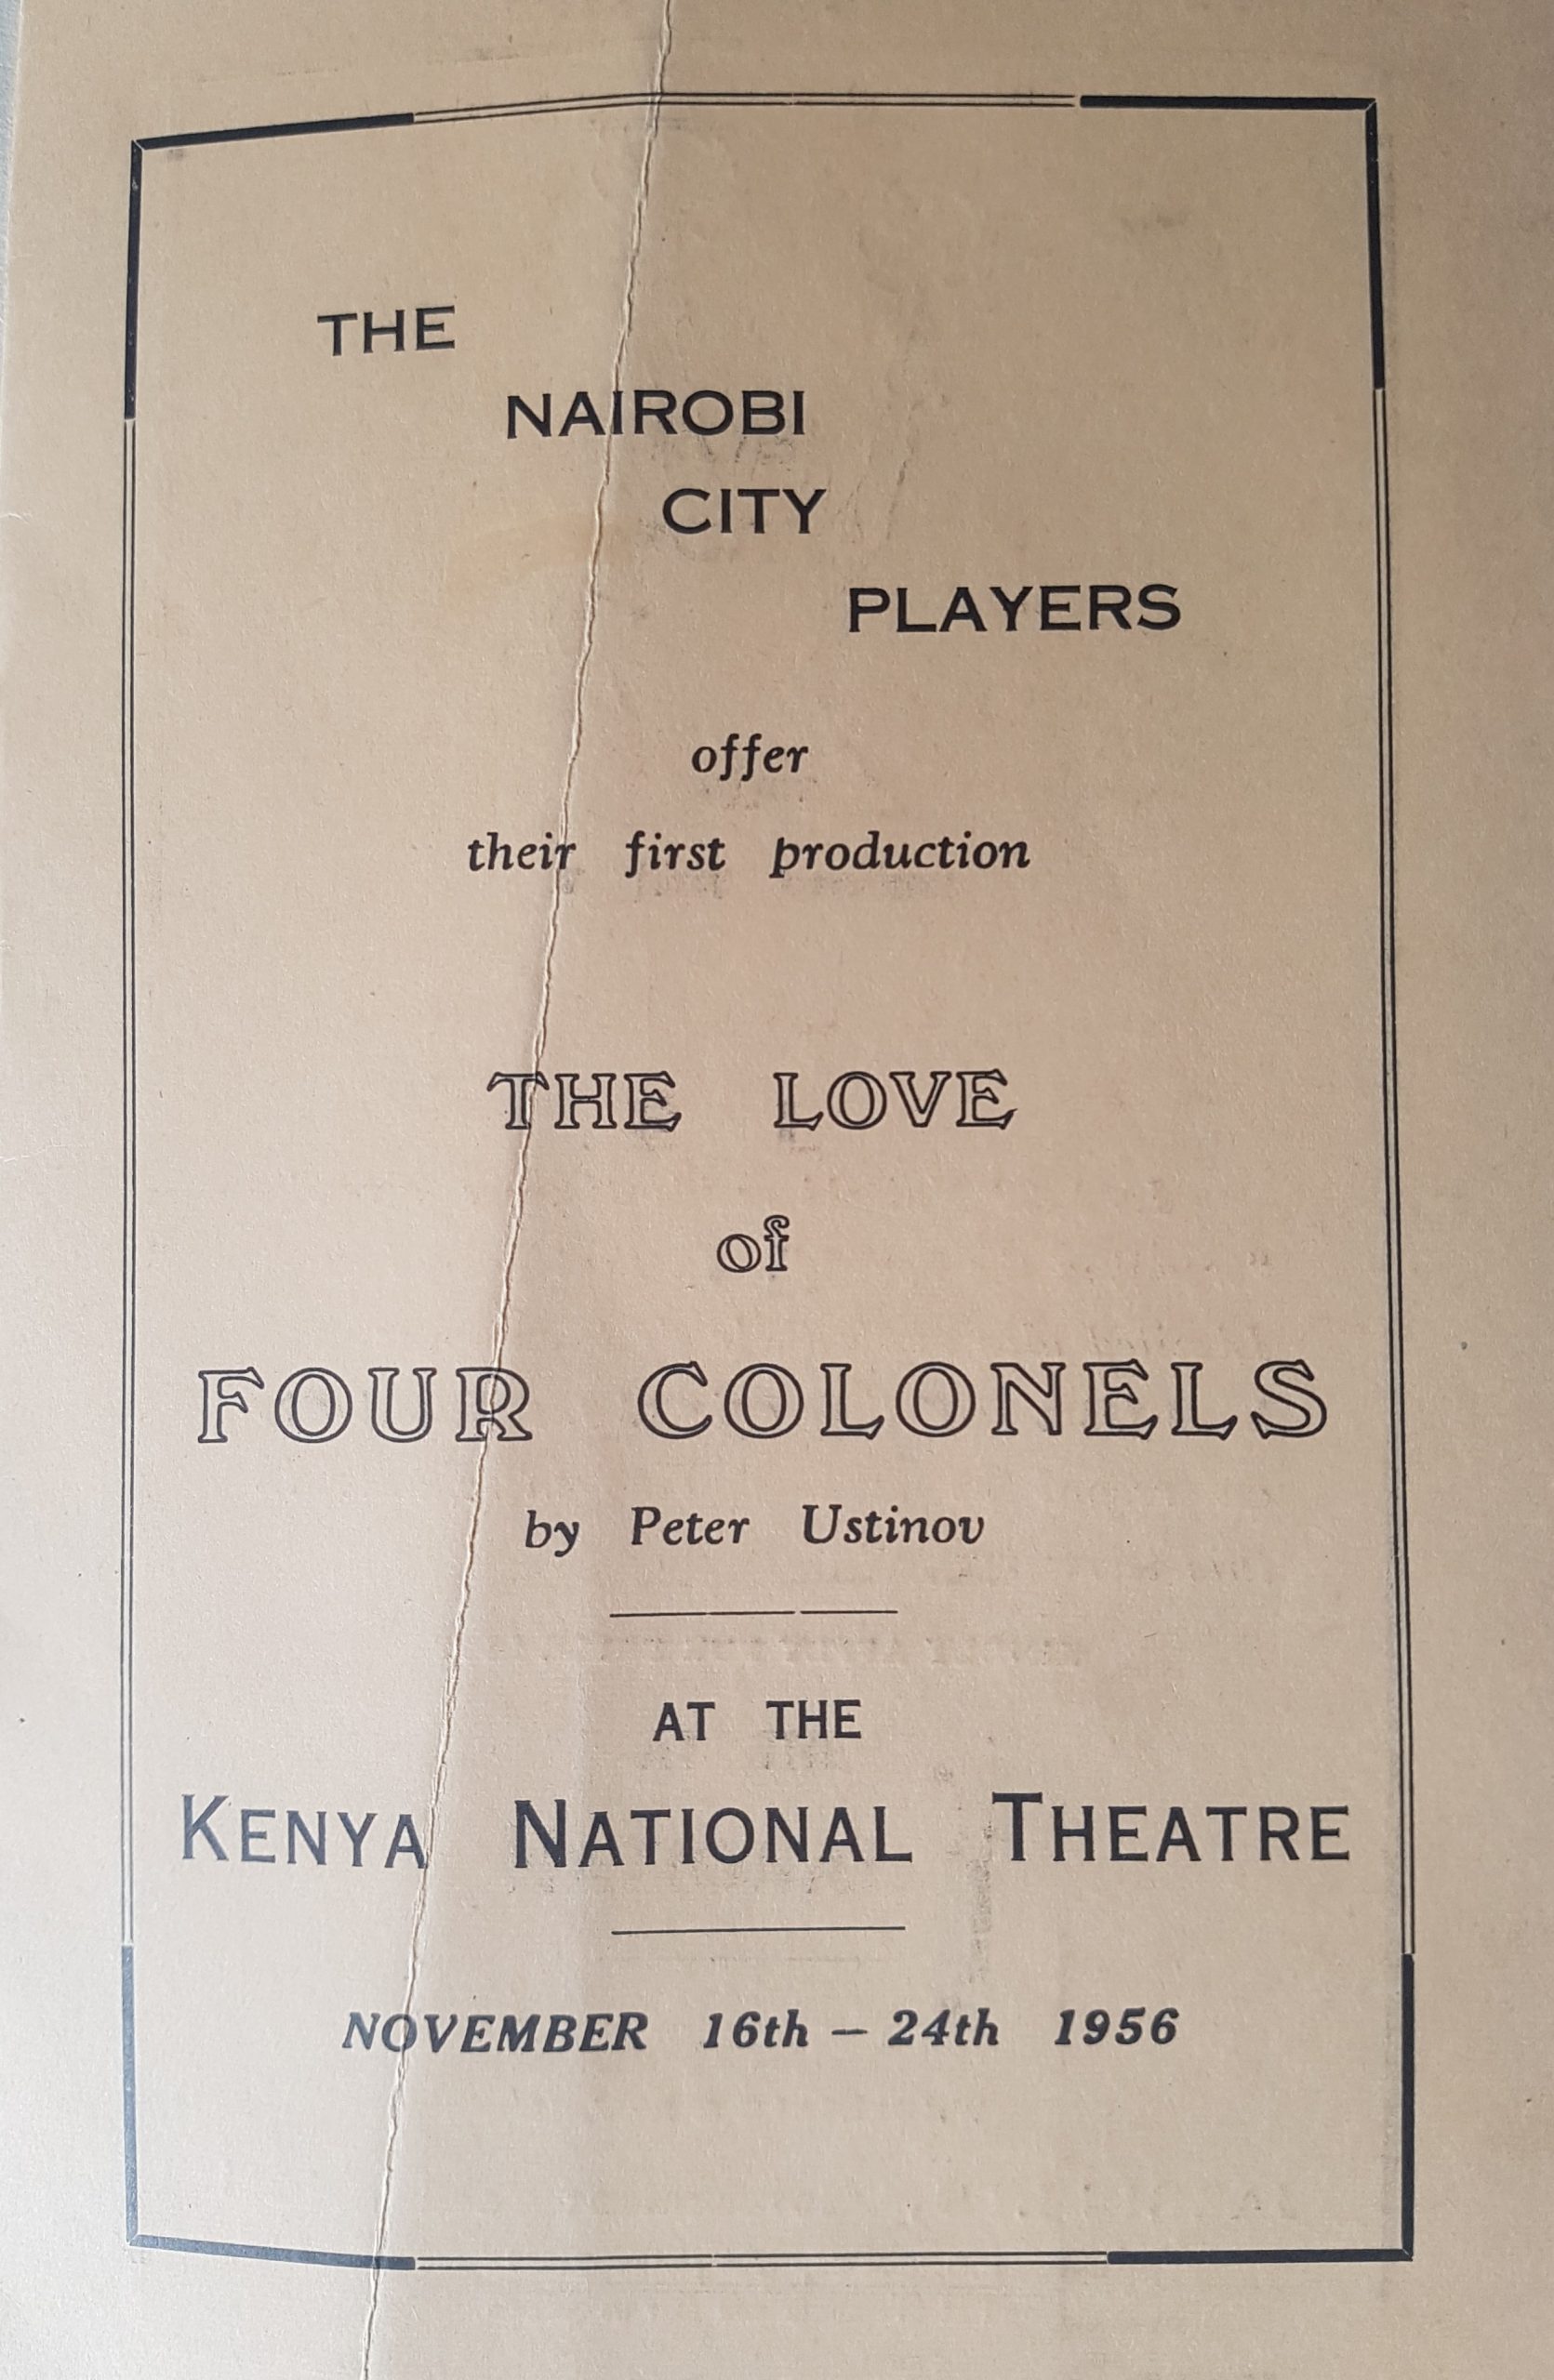 THE
NAIROBI
CITY
PLAYERS
offer
their first production
THE LOVE
of
FOUR COLONELS
by Peter Ustinov
AT THE
KENYA NATIONAL THEATRE
NOVEMBER 16th – 24th 1956